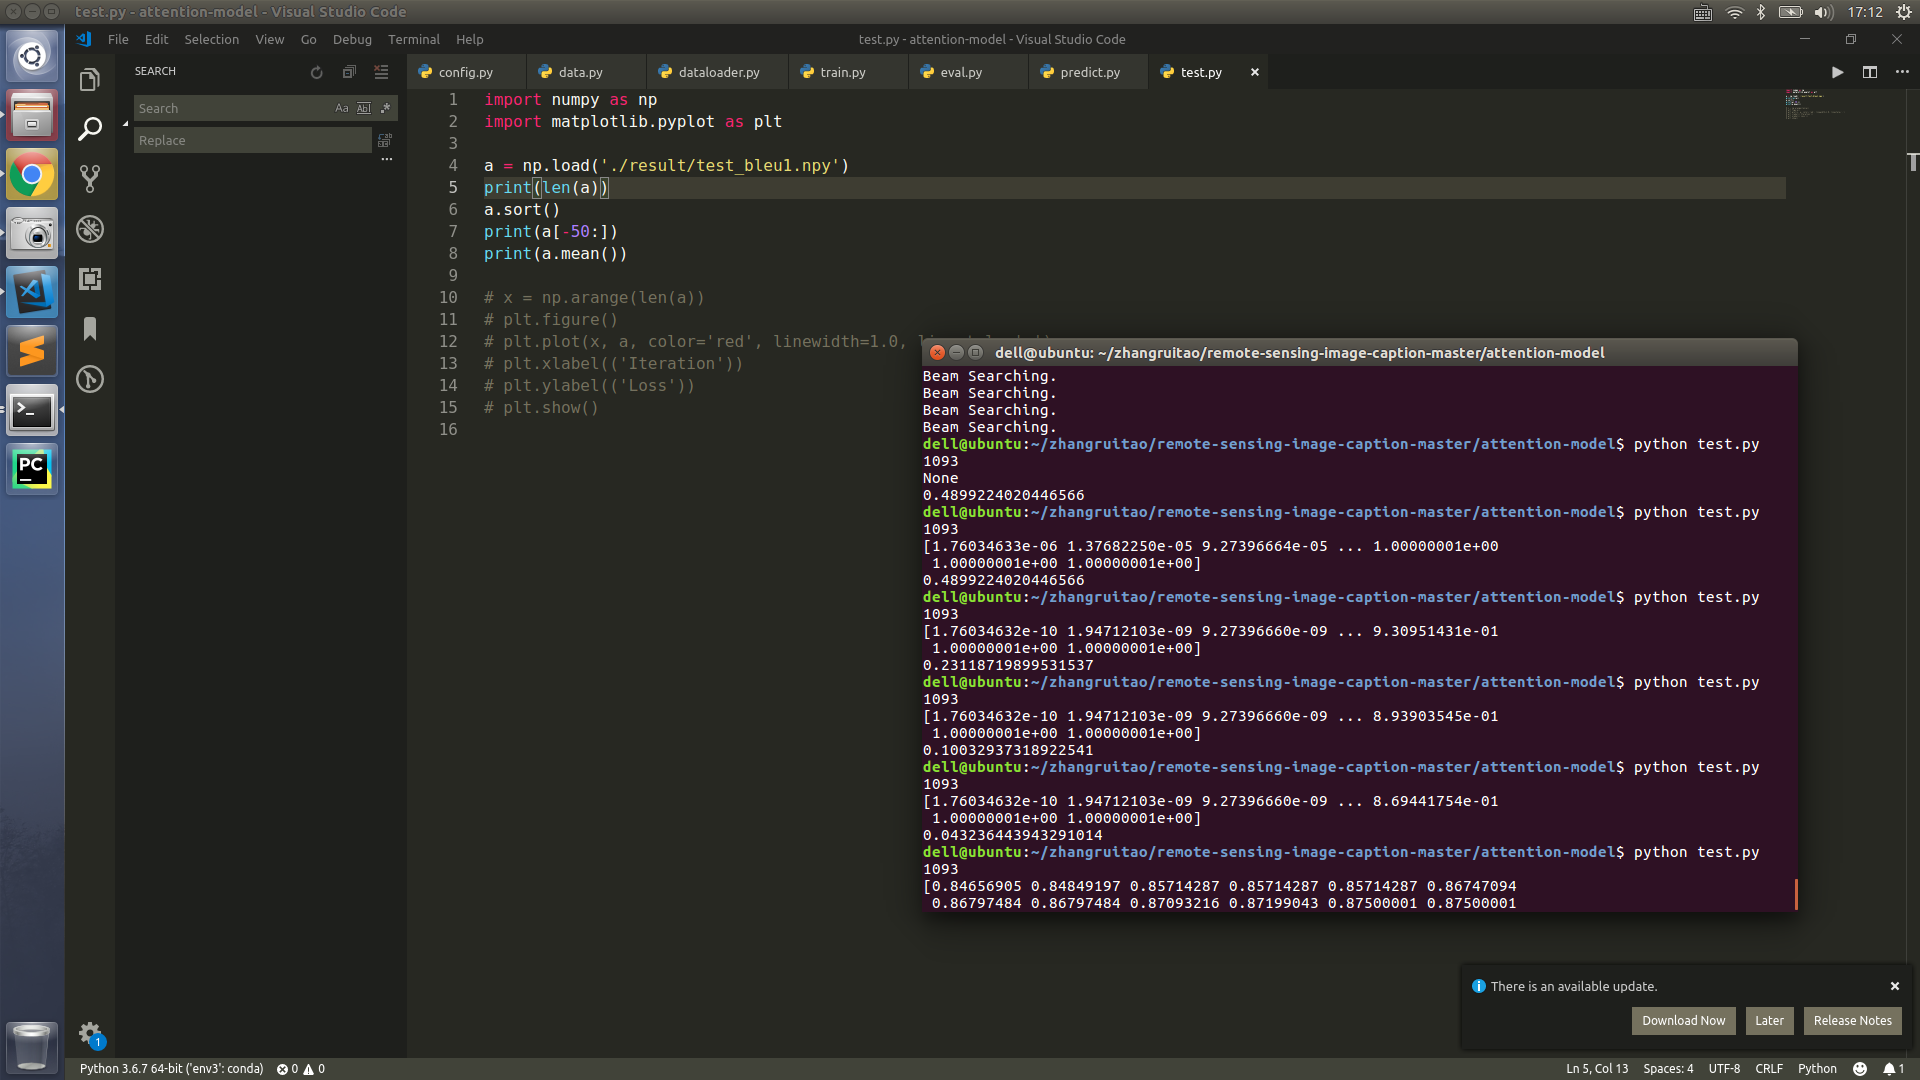 test.py - attention-model - Visual Studio Code
17:12
File Edit Selection View Go Debug Terminal Help
test.py - attention-model - Visual Studio Code
SEARCH
Search
Aa
Abl
Replace
config.py
data.py
dataloader.py
train.py
eval.py
predict.py
test.py
1 import numpy as np
2 import matplotlib.pyplot as plt
3
4 a = np.load('./result/test_bleu1.npy')
5 print(len(a))
6 a.sort()
7 print(a[-50:])
8 print(a.mean())
9
10 # x = np.arange(len(a))
11 # plt.figure()
12 # plt.plot(x, a, color='red', linewidth=1.0,
13 # plt.xlabel(('Iteration'))
14 # plt.ylabel(('Loss'))
15 # plt.show()
16
dell@ubuntu: ~/zhangruitao/remote-sensing-image-caption-master/attention-model
Beam Searching.
Beam Searching.
Beam Searching.
Beam Searching.
dell@ubuntu:~/zhangruitao/remote-sensing-image-caption-master/attention-model$ python test.py
1093
None
0.4899224020446566
dell@ubuntu:~/zhangruitao/remote-sensing-image-caption-master/attention-model$ python test.py
1093
[1.76034633e-06 1.37682250e-05 9.27396664e-05 ... 1.00000001e+00
1.00000001e+00 1.00000001e+00]
0.4899224020446566
dell@ubuntu:~/zhangruitao/remote-sensing-image-caption-master/attention-model$ python test.py
1093
[1.76034632e-10 1.94712103e-09 9.27396660e-09 ... 9.30951431e-01
1.00000001e+00 1.00000001e+00]
0.23118719899531537
dell@ubuntu:~/zhangruitao/remote-sensing-image-caption-master/attention-model$ python test.py
1093
[1.76034632e-10 1.94712103e-09 9.27396660e-09 ... 8.93903545e-01
1.00000001e+00 1.00000001e+00]
0.10032937318922541
dell@ubuntu:~/zhangruitao/remote-sensing-image-caption-master/attention-model$ python test.py
1093
[1.76034632e-10 1.94712103e-09 9.27396660e-09 ... 8.69441754e-01
1.00000001e+00 1.00000001e+00]
0.043236443943291014
dell@ubuntu:~/zhangruitao/remote-sensing-image-caption-master/attention-model$ python test.py
1093
[0.84656905 0.84849197 0.85714287 0.85714287 0.85714287 0.86747094
0.86797484 0.86797484 0.87093216 0.87199043 0.87500001 0.87500001
PC
There is an available update.
Download Now
Later
Release Notes
1
Python 3.6.7 64-bit ('env3': conda) 0 0
Ln 5, Col 13 Spaces: 4 UTF-8 CRLF Python 1